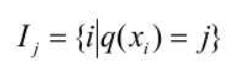 I_j = {i|q(x_i) = j}